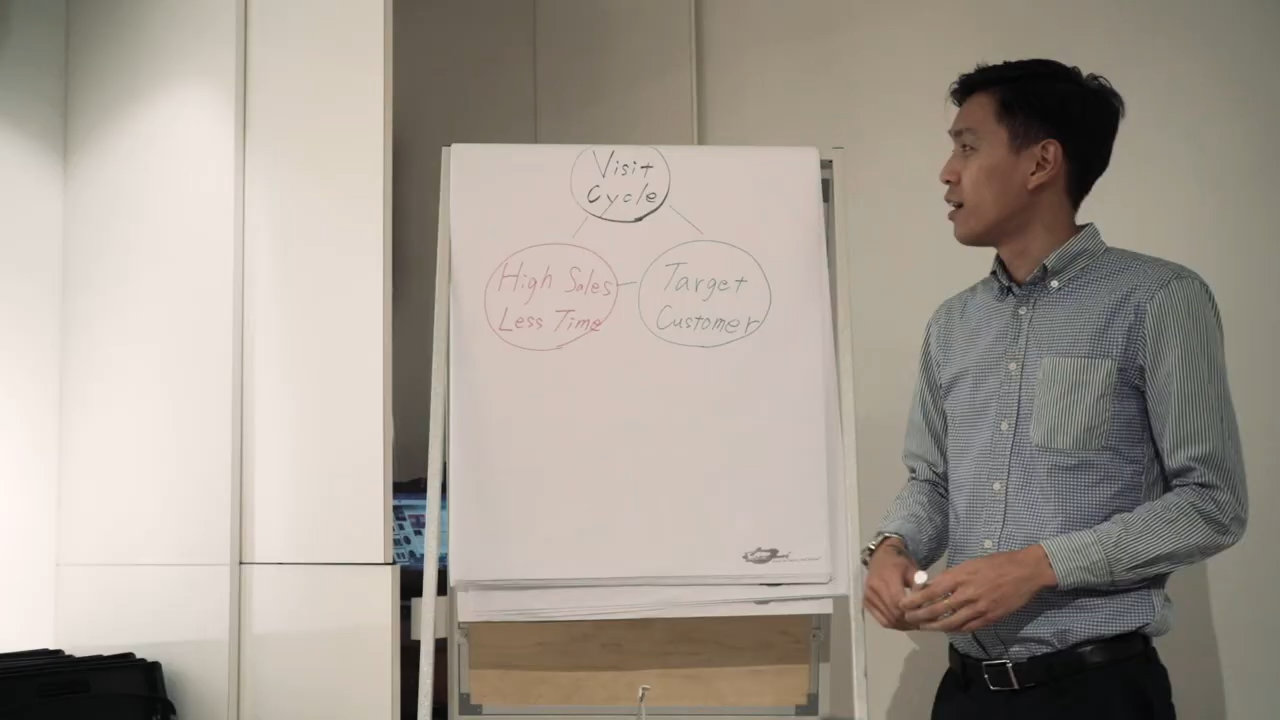 Visit
Cycle
High Sales
Less Time
Target
Customer